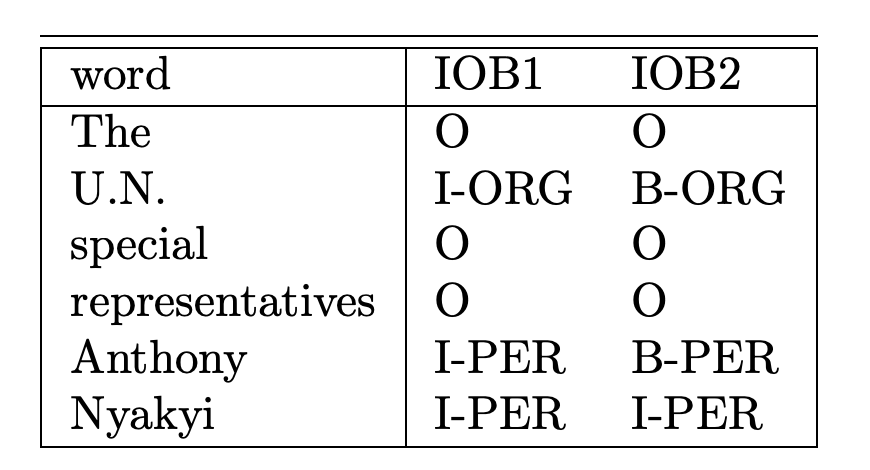 word IOB1 IOB2
The O O
U.N. I-ORG B-ORG
special O O
representatives O O
Anthony I-PER B-PER
Nyakyi I-PER I-PER